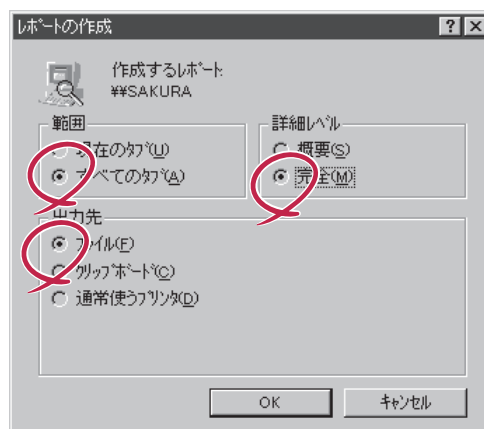 レポートの作成
作成するレポート:
¥¥SAKURA
範囲
現在のタブ(U)
すべてのタブ(A)
詳細レベル
概要(S)
完全(M)
出力先
ファイル(F)
クリップボード(C)
通常使うプリンタ(D)
OK キャンセル